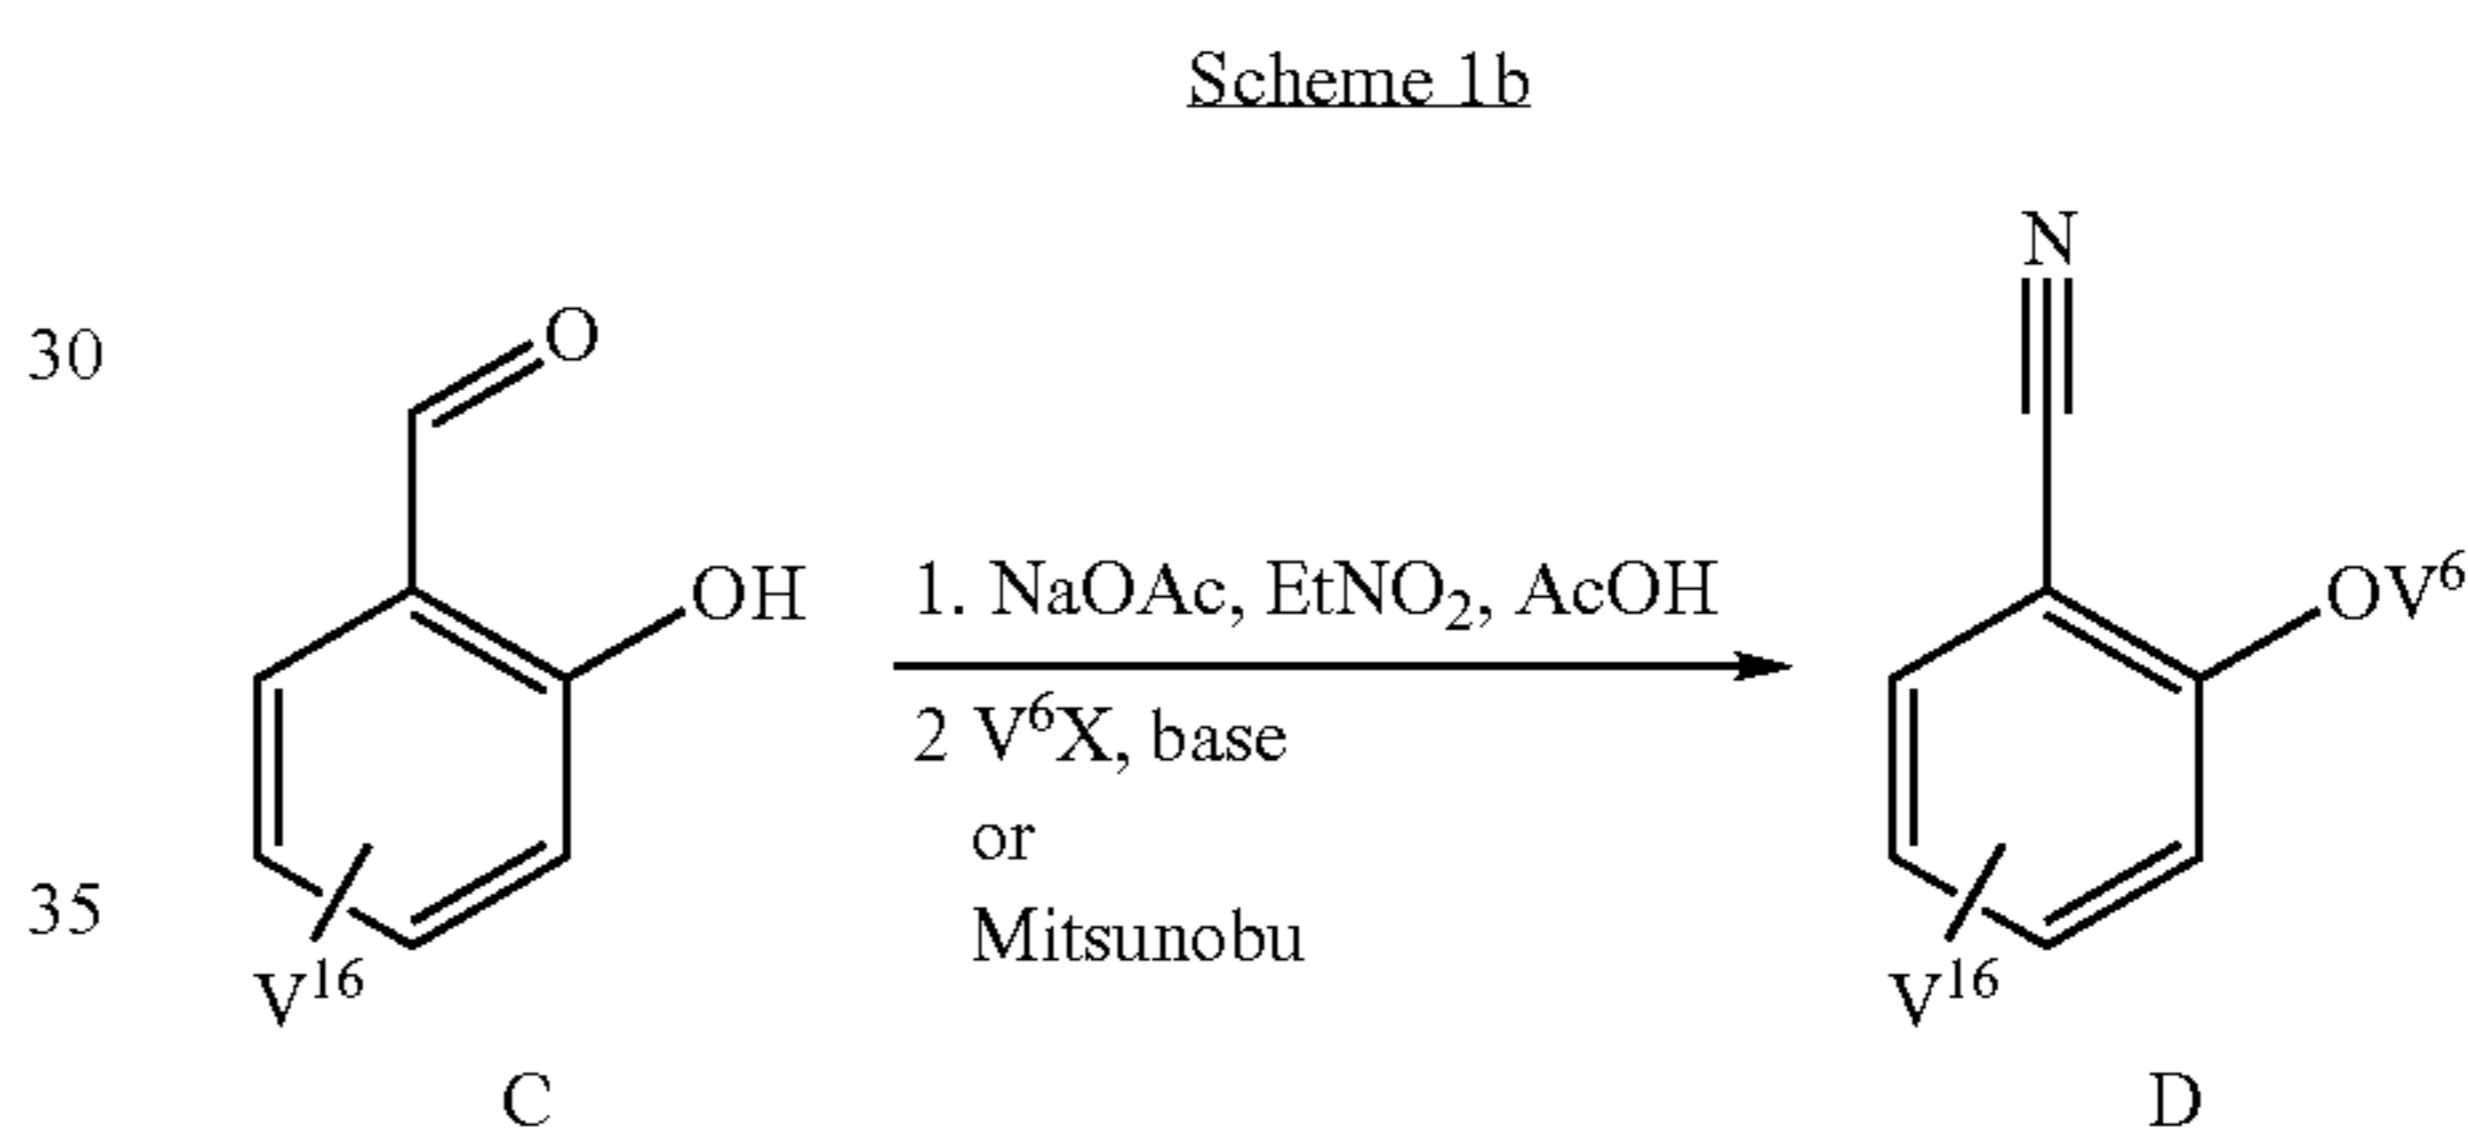 Scheme 1b
N
30
O
OH
1. NaOAc, EtNO₂, AcOH
OV⁶
2 V⁶X, base
or
35
Mitsunobu
V¹⁶
V¹⁶
C
D